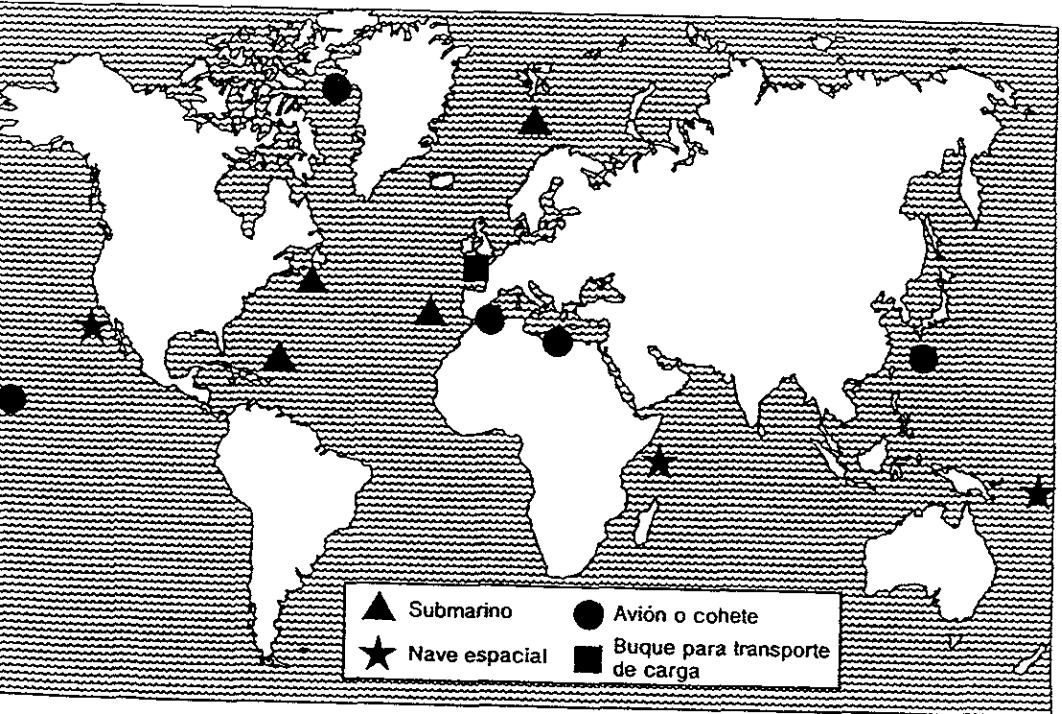 Submarino
Avión o cohete
Nave espacial
Buque para transporte
de carga